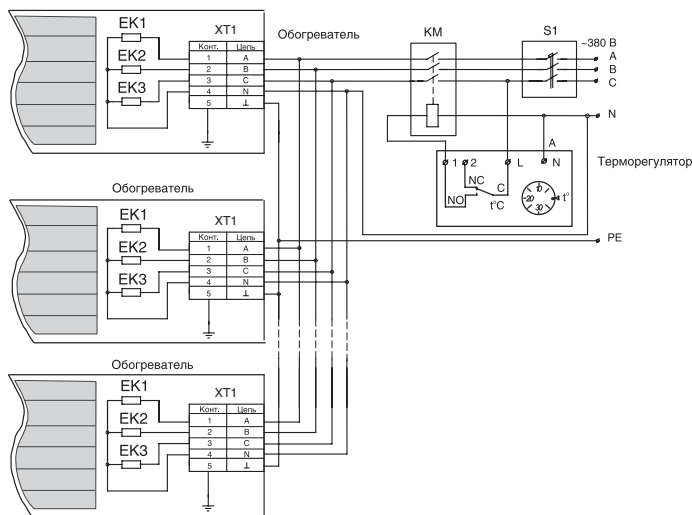 EK1
EK2
EK3
XT1
Конт. Цепь
1 A
2 B
3 C
4 N
5 ⊥
Обогреватель
KM
S1
~380 В
A
B
C
N
A
1 2 L N
NC
NO
C
t°C
10
20
30
t°
Терморегулятор
PE
Обогреватель
EK1
EK2
EK3
XT1
Конт. Цепь
1 A
2 B
3 C
4 N
5 ⊥
Обогреватель
EK1
EK2
EK3
XT1
Конт. Цепь
1 A
2 B
3 C
4 N
5 ⊥